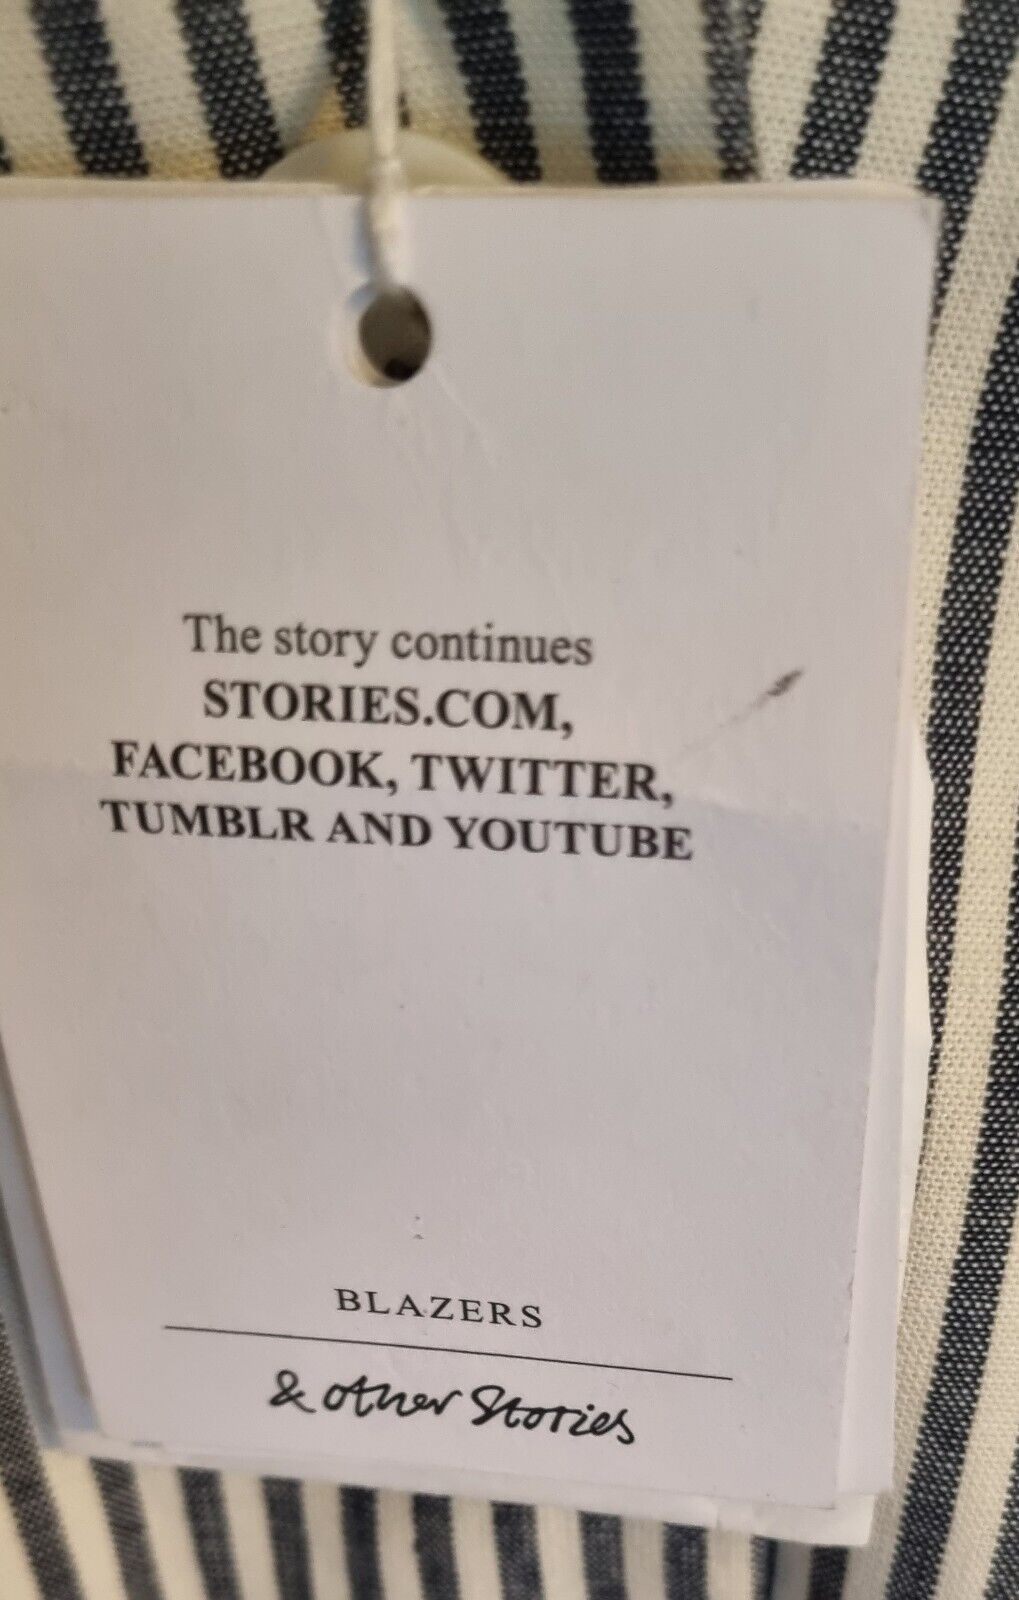 The story continues
STORIES.COM,
FACEBOOK, TWITTER,
TUMBLR AND YOUTUBE
BLAZERS
& other Stories